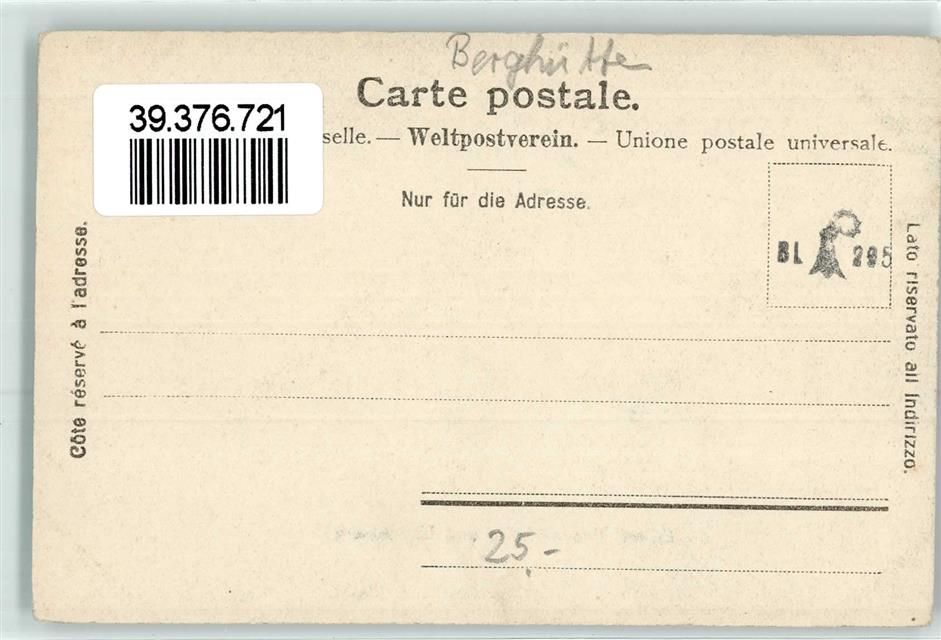 Berghütte
Carte postale.
39.376.721
selle. — Weltpostverein. — Unione postale universale.
Nur für die Adresse.
BL 295
Côte réservé à l'adresse.
Lato riservato all Indirizzo.
25.-